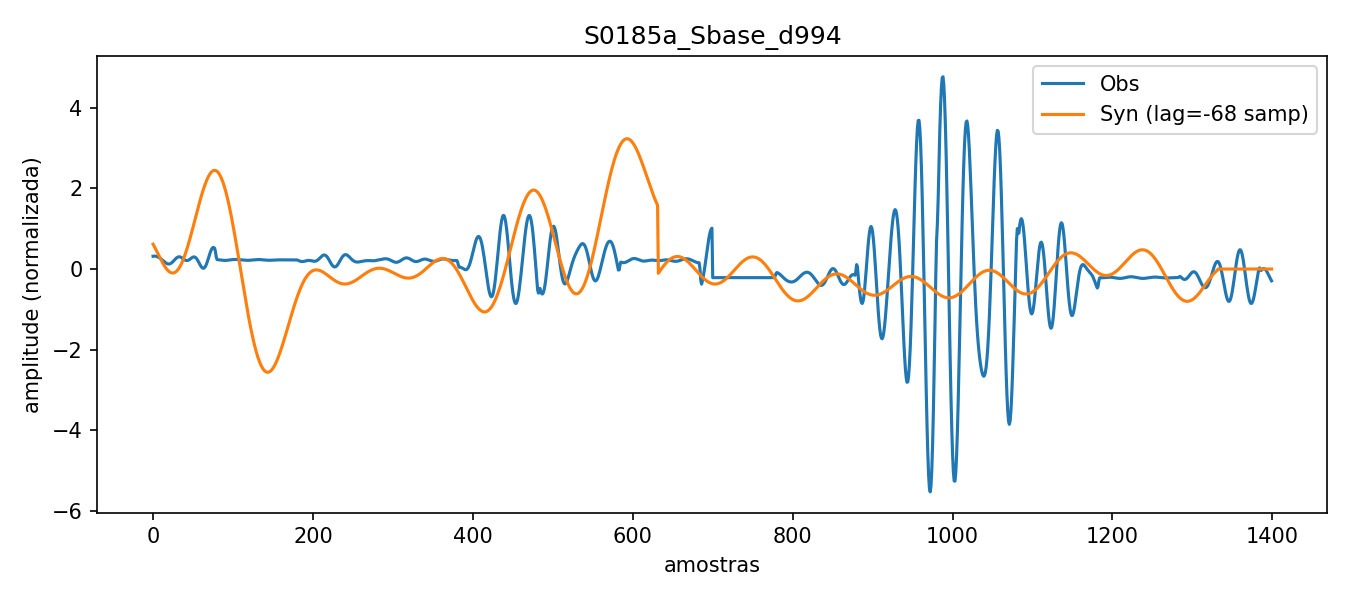 S0185a_Sbase_d994
Obs
Syn (lag=-68 samp)
amplitude (normalizada)
4
2
0
−2
−4
−6
0 200 400 600 800 1000 1200 1400
amostras